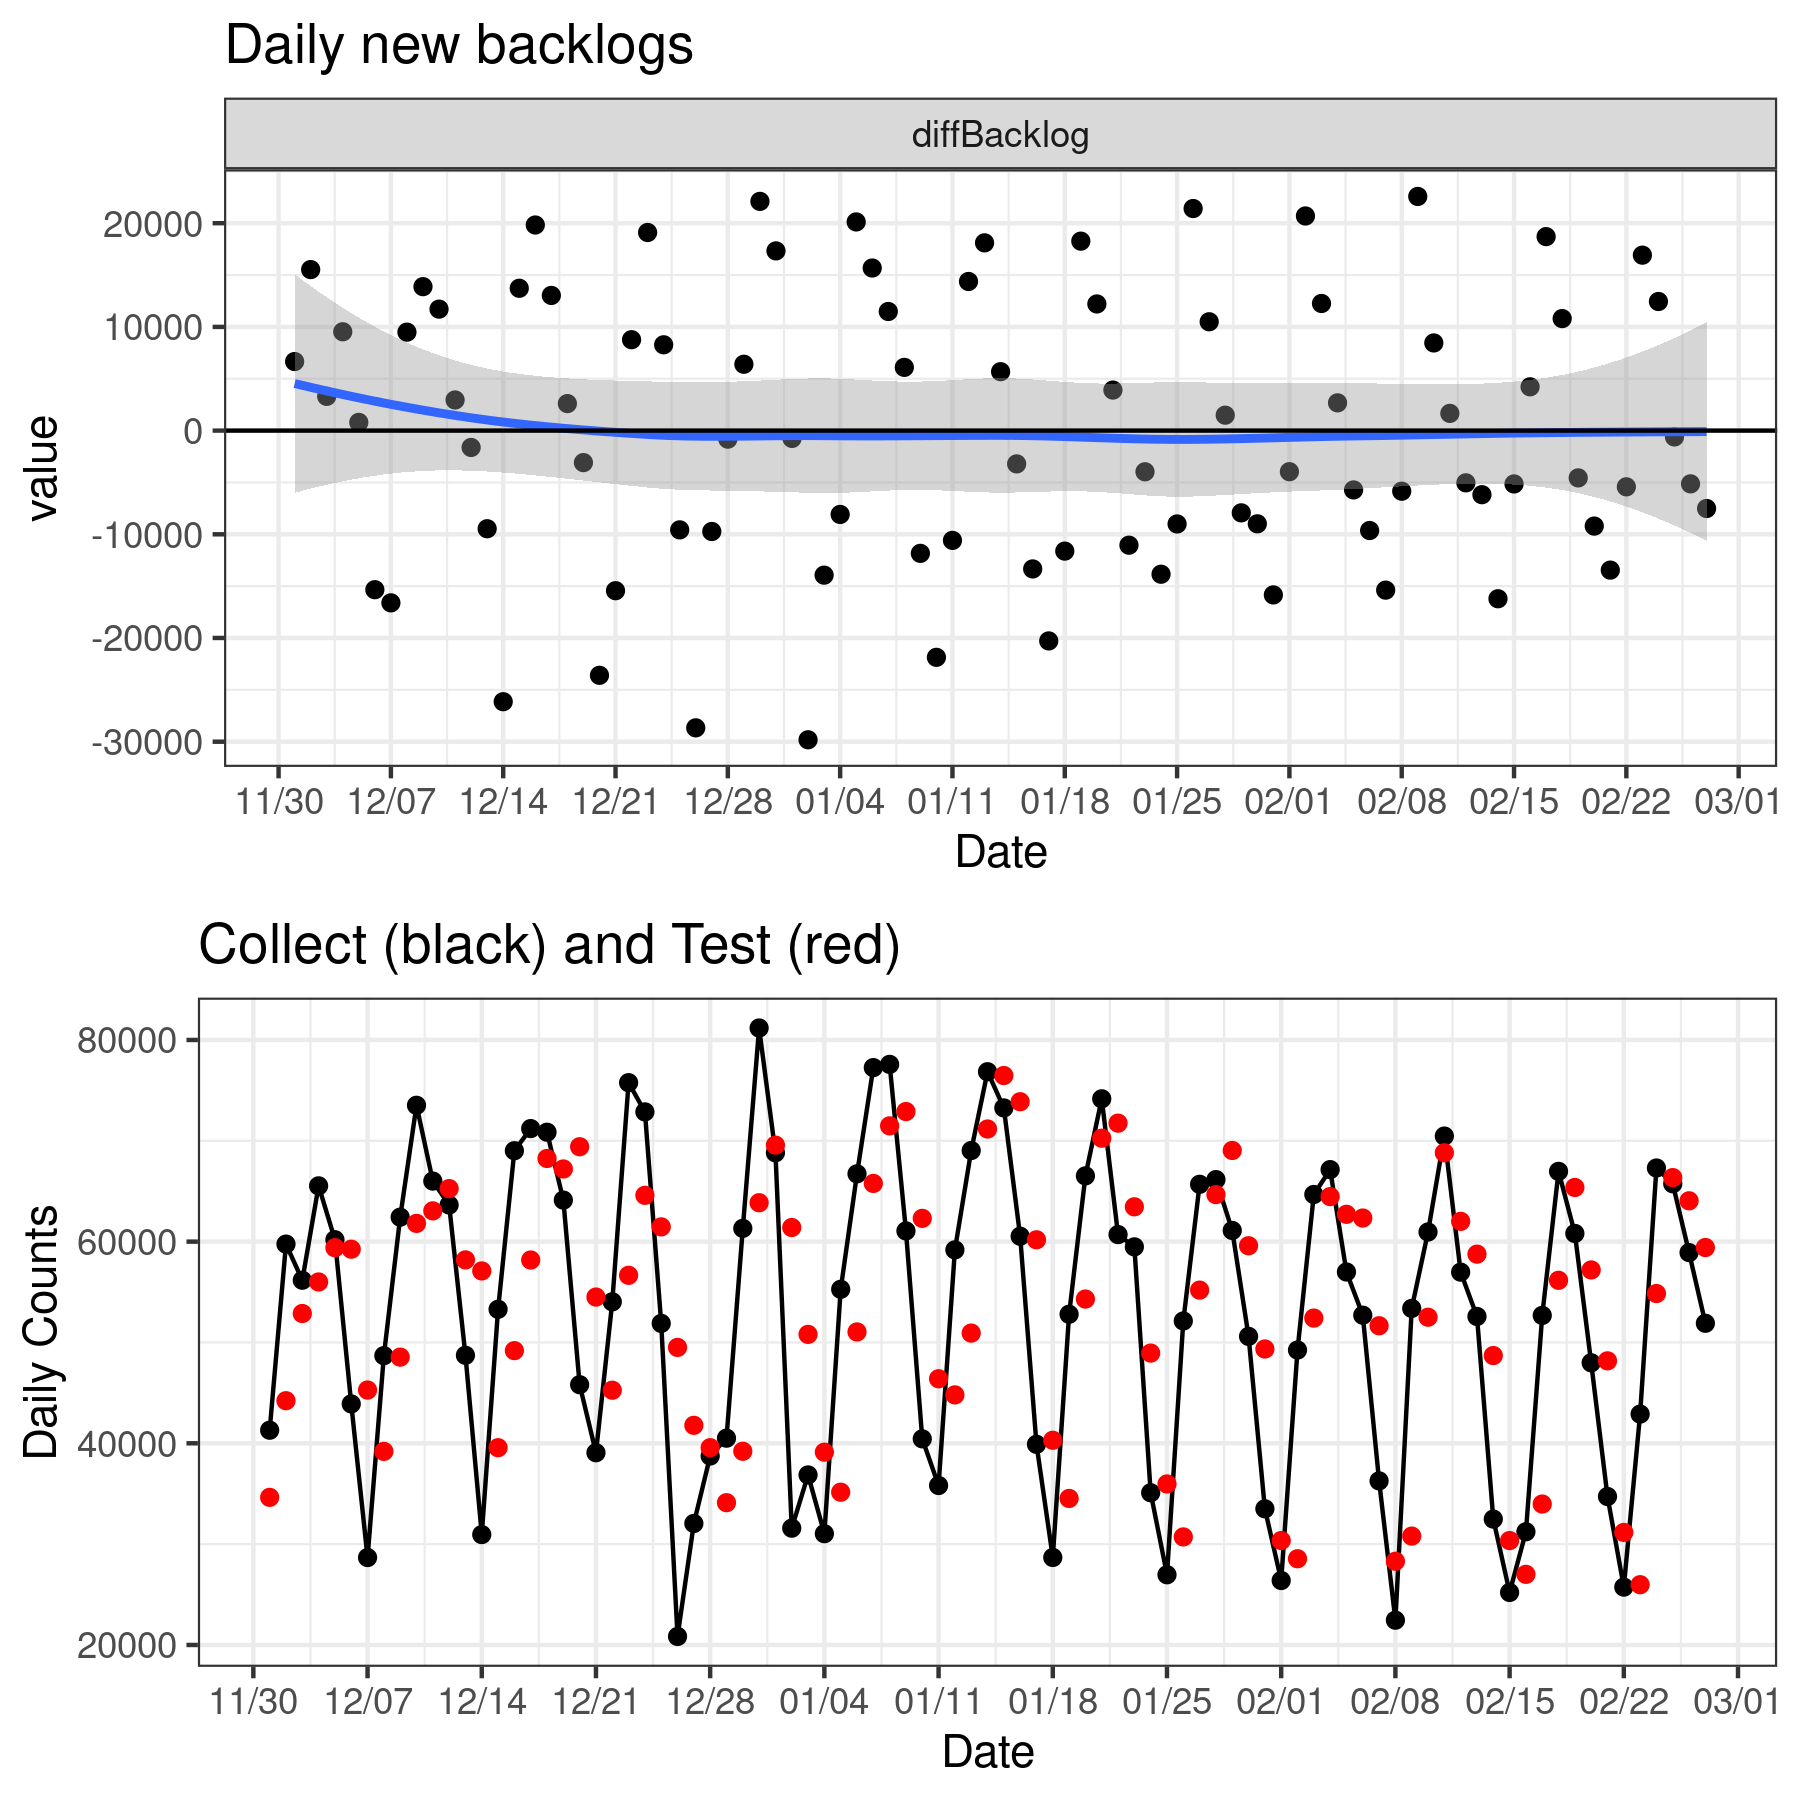 Daily new backlogs
diffBacklog
20000
10000
0
-10000
-20000
-30000
value
11/30 12/07 12/14 12/21 12/28 01/04 01/11 01/18 01/25 02/01 02/08 02/15 02/22 03/01
Date
Collect (black) and Test (red)
80000
60000
40000
20000
Daily Counts
11/30 12/07 12/14 12/21 12/28 01/04 01/11 01/18 01/25 02/01 02/08 02/15 02/22 03/01
Date